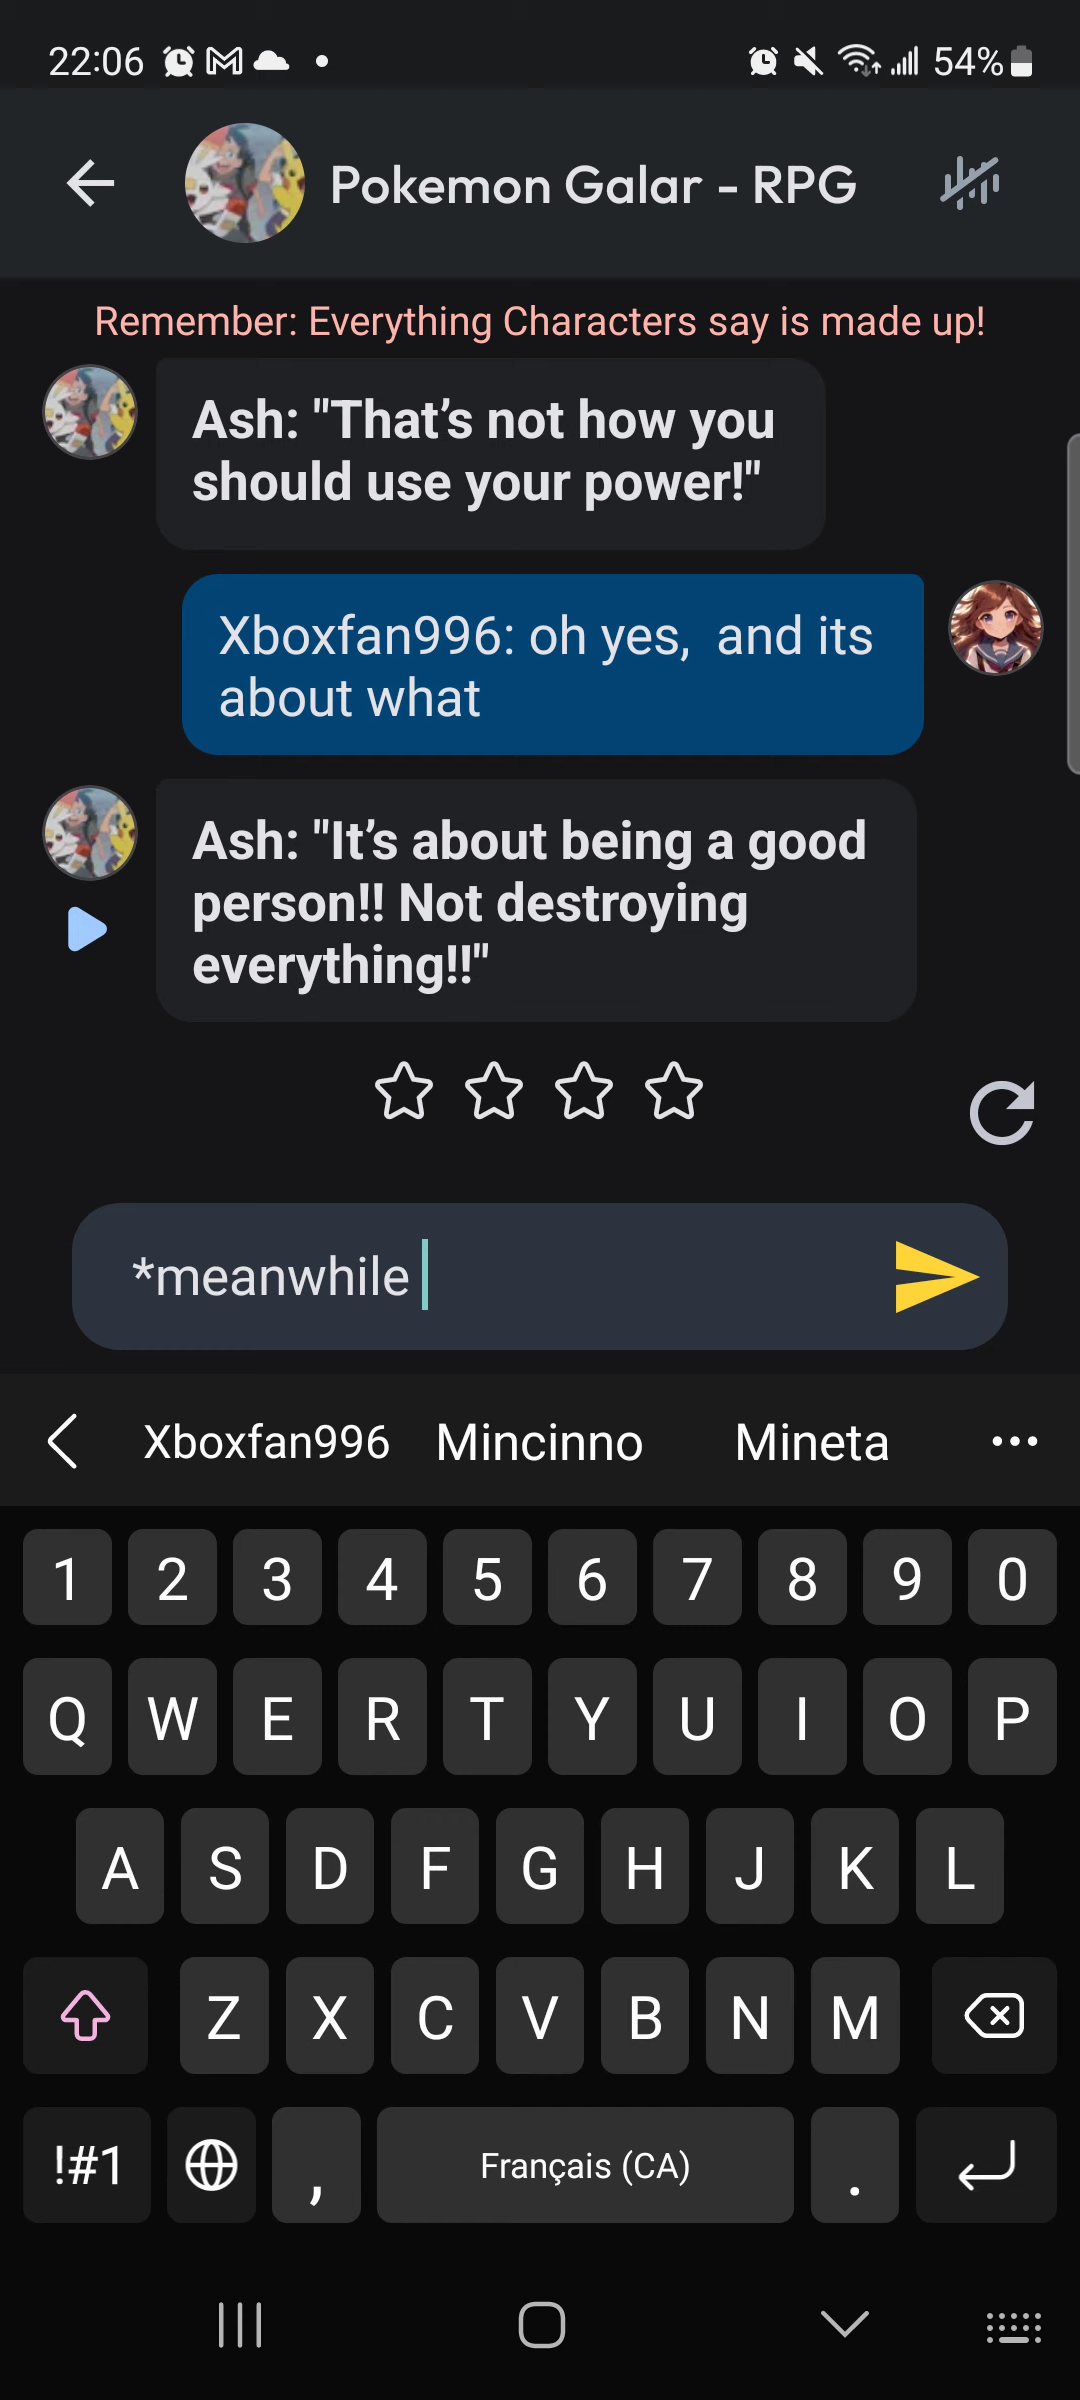 22:06 54%
Pokemon Galar - RPG
Remember: Everything Characters say is made up!
Ash: "That’s not how you
should use your power!"
Xboxfan996: oh yes,  and its
about what
Ash: "It’s about being a good
person!! Not destroying
everything!!"
*meanwhile
Xboxfan996 Mincinno Mineta ...
1 2 3 4 5 6 7 8 9 0
Q W E R T Y U I O P
A S D F G H J K L
Z X C V B N M
!#1 , Français (CA) .